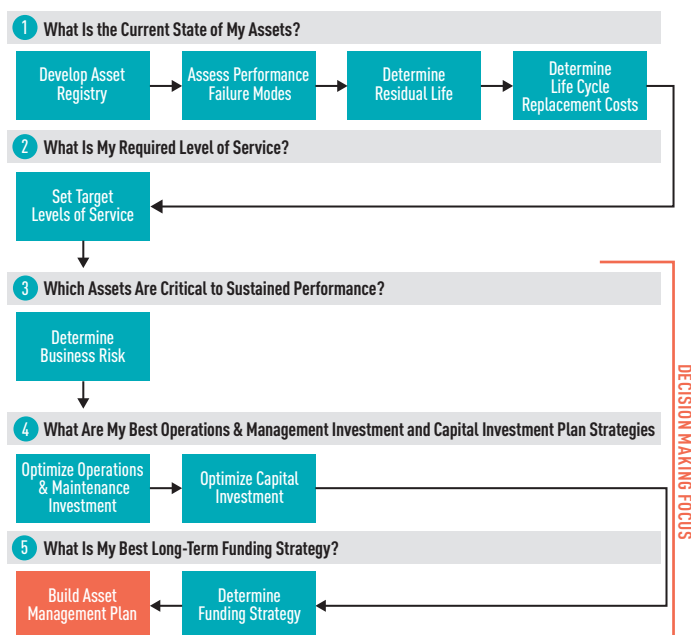 1 What Is the Current State of My Assets?
Develop Asset
Registry
Assess Performance
Failure Modes
Determine
Residual Life
Determine
Life Cycle
Replacement Costs
2 What Is My Required Level of Service?
Set Target
Levels of Service
3 Which Assets Are Critical to Sustained Performance?
Determine
Business Risk
4 What Are My Best Operations & Management Investment and Capital Investment Plan Strategies
Optimize Operations
& Maintenance
Investment
Optimize Capital
Investment
5 What Is My Best Long-Term Funding Strategy?
Build Asset
Management Plan
Determine
Funding Strategy
DECISION MAKING FOCUS